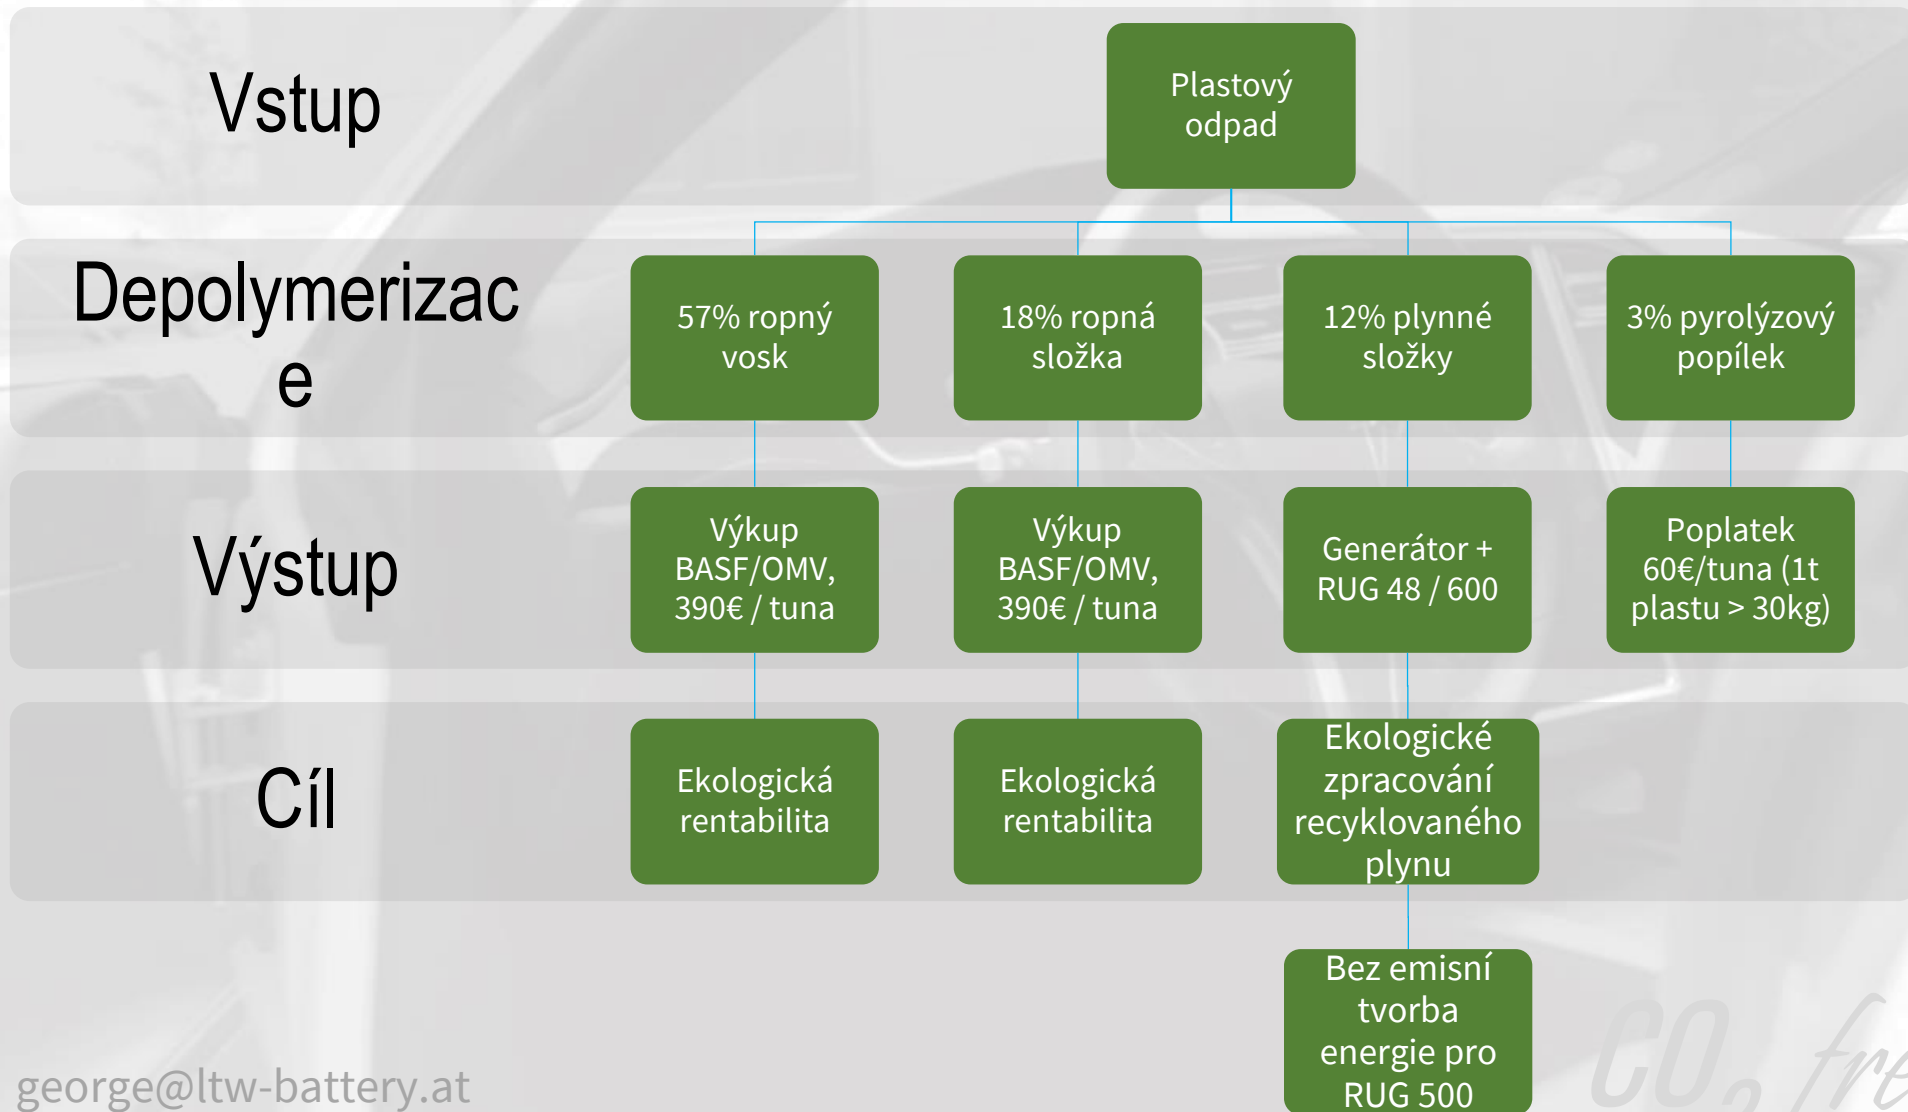 Vstup
Plastový
odpad
Depolymerizac
e
57% ropný
vosk
18% ropná
složka
12% plynné
složky
3% pyrolýzový
popílek
Výstup
Výkup
BASF/OMV,
390€ / tuna
Výkup
BASF/OMV,
390€ / tuna
Generátor +
RUG 48 / 600
Poplatek
60€/tuna (1t
plastu > 30kg)
Cíl
Ekologická
rentabilita
Ekologická
rentabilita
Ekologické
zpracování
recyklovaného
plynu
Bez emisní
tvorba
energie pro
RUG 500
george@ltw-battery.at
CO2